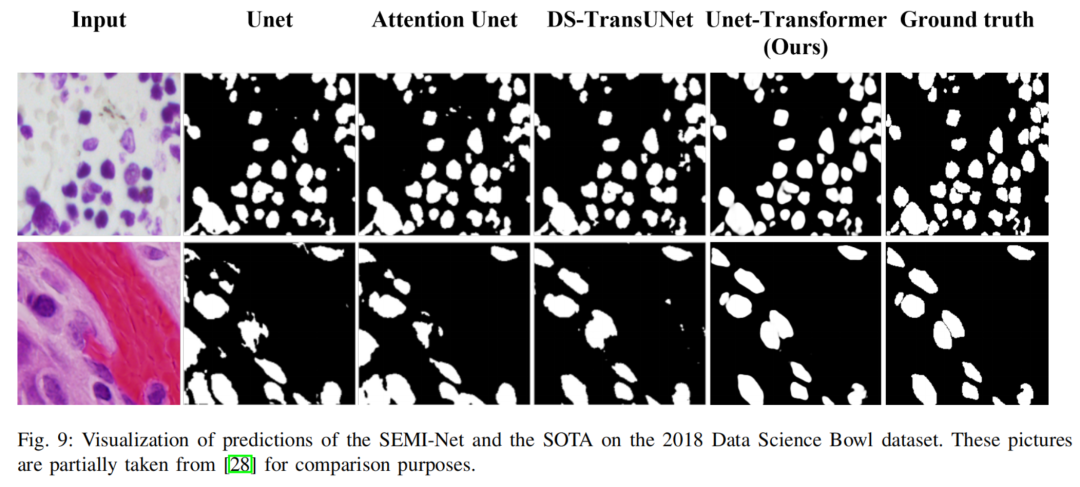 Input Unet Attention Unet DS-TransUNet Unet-Transformer Ground truth
(Ours)
Fig. 9: Visualization of predictions of the SEMI-Net and the SOTA on the 2018 Data Science Bowl dataset. These pictures
are partially taken from [28] for comparison purposes.